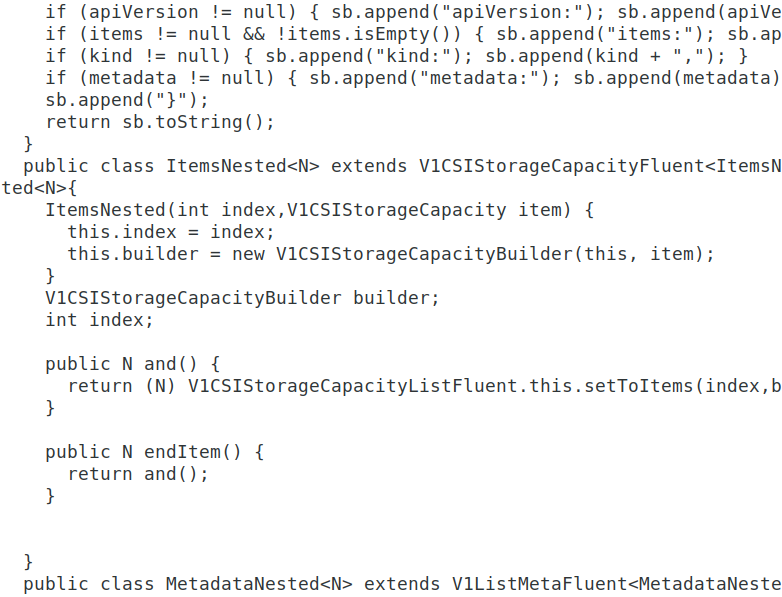 if (apiVersion != null) { sb.append("apiVersion:"); sb.append(apiVe
if (items != null && !items.isEmpty()) { sb.append("items:"); sb.ap
if (kind != null) { sb.append("kind:"); sb.append(kind + ","); }
if (metadata != null) { sb.append("metadata:"); sb.append(metadata)
sb.append("}");
return sb.toString();
}
public class ItemsNested<N> extends V1CSIStorageCapacityFluent<ItemsN
ted<N>{
ItemsNested(int index,V1CSIStorageCapacity item) {
this.index = index;
this.builder = new V1CSIStorageCapacityBuilder(this, item);
}
V1CSIStorageCapacityBuilder builder;
int index;
public N and() {
return (N) V1CSIStorageCapacityListFluent.this.setToItems(index,b
}
public N endItem() {
return and();
}
}
public class MetadataNested<N> extends V1ListMetaFluent<MetadataNeste